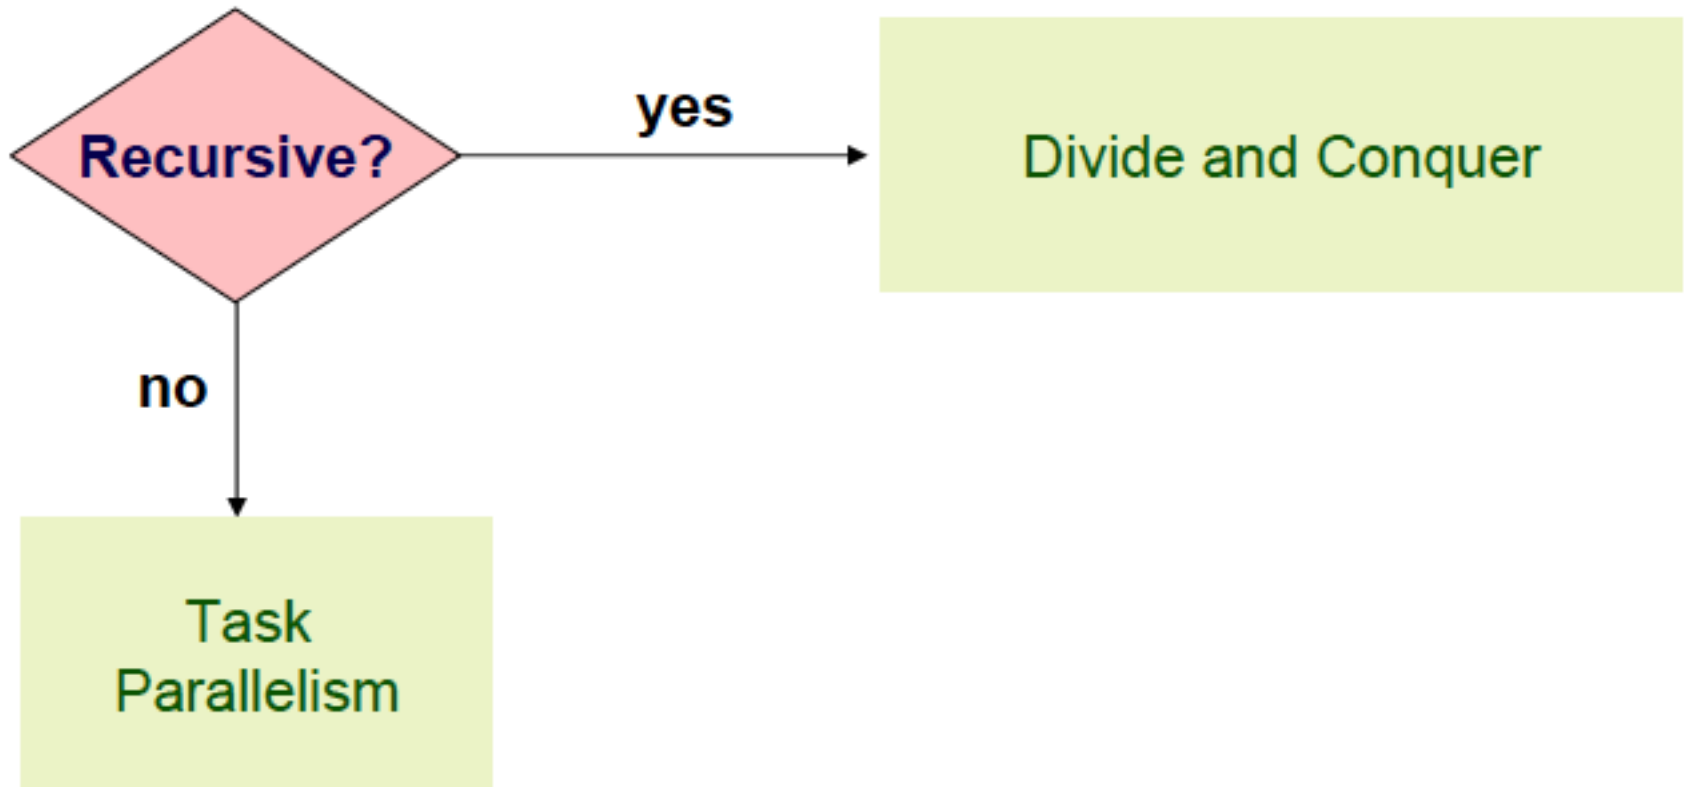 yes
Recursive?
Divide and Conquer
no
Task
Parallelism